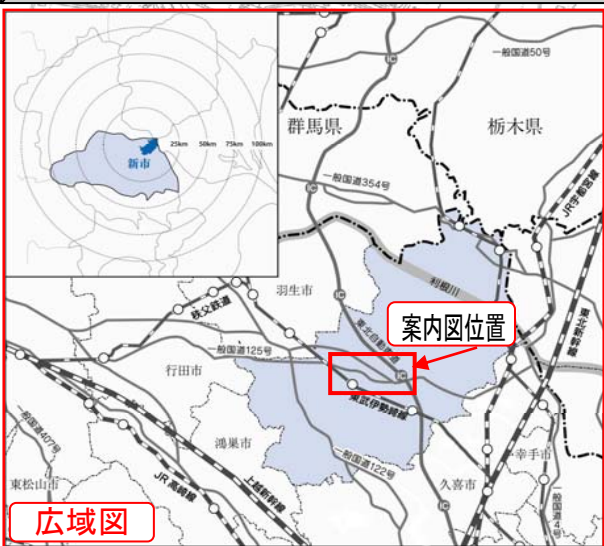 一般国道50号
群馬県
栃木県
25km 50km 75km 100km
新市
一般国道354号
JR宇都宮線
利根川
羽生市
秩父鉄道
東北自動車道
案内図位置
東北新幹線
一般国道125号
行田市
東武伊勢崎線
IC
IC
IC
IC
IC
鴻巣市
一般国道122号
幸手市
一般国道407号
上越新幹線
久喜市
東松山市
JR高崎線
一般国道4号
広域図